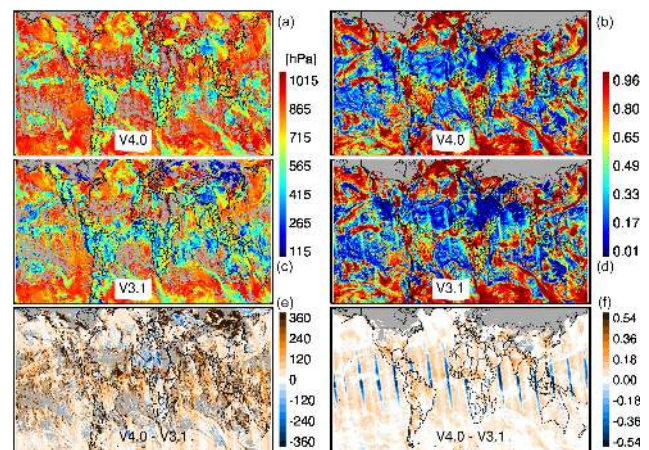 (a)
[hPa]
1015
865
715
565
415
265
115
V4.0
(b)
0.96
0.80
0.64
0.49
0.33
0.17
0.01
V4.0
(c)
V3.1
(d)
V3.1
(e)
360
240
120
0
-120
-240
-360
V4.0 - V3.1
(f)
0.54
0.36
0.18
0.00
-0.18
-0.36
-0.54
V4.0 - V3.1